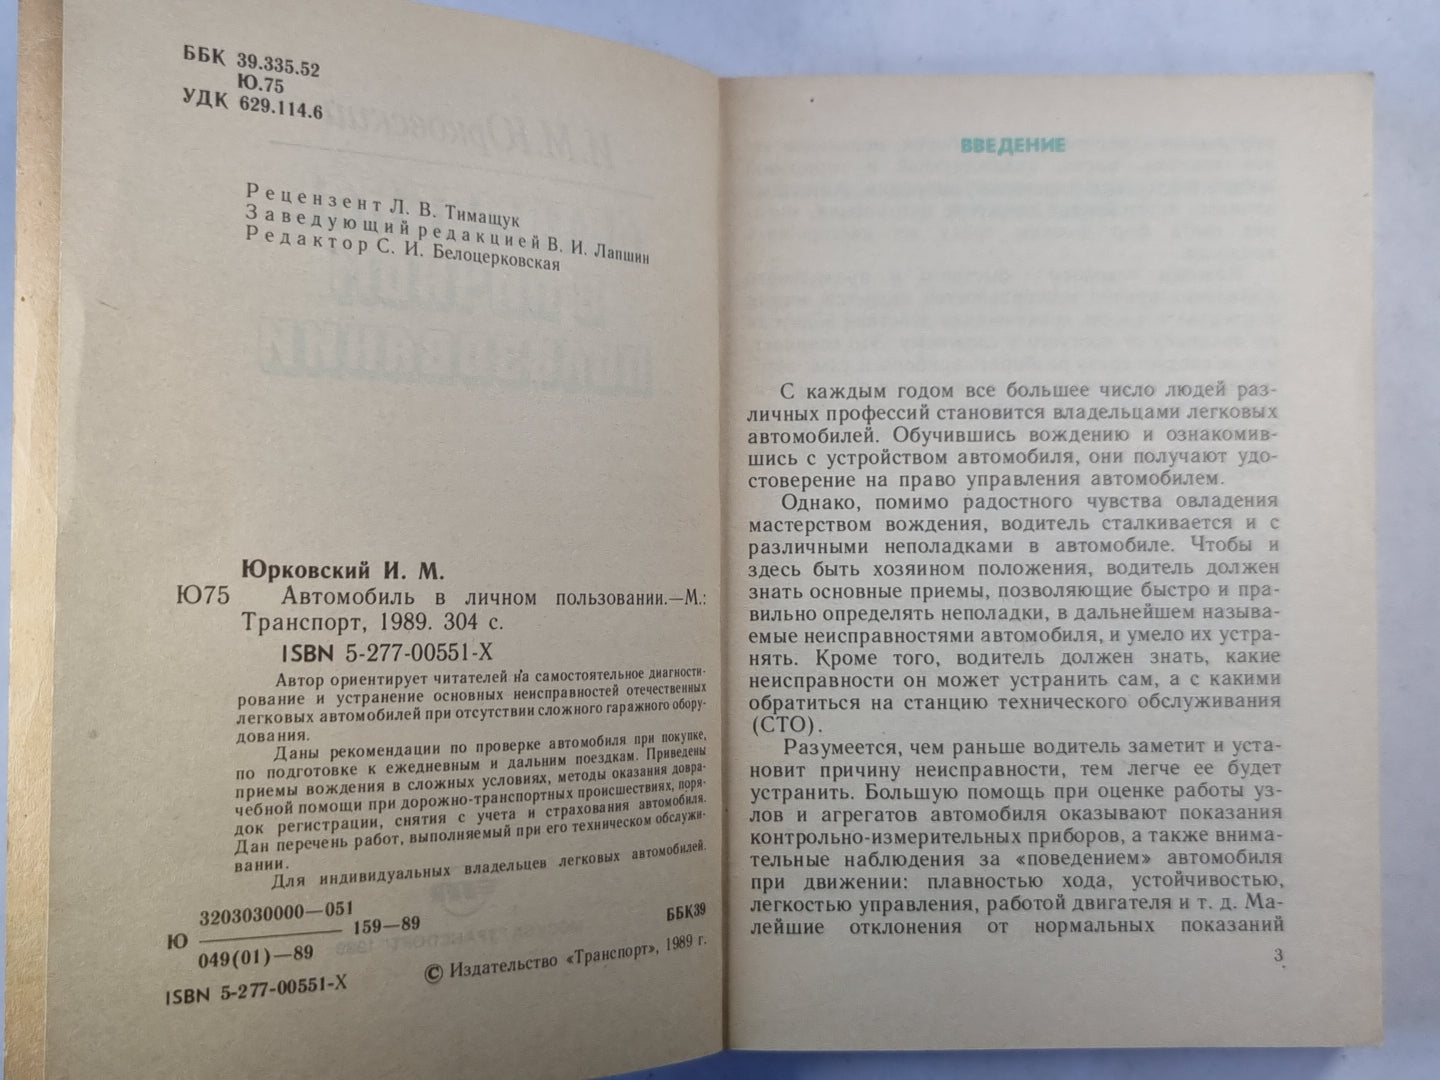 ББК 39.335.52
Ю.75
УДК 629.114.6
Рецензент Л. В. Тимащук
Заведующий редакцией В. И. Лапшин
Редактор С. И. Белоцерковская
Юрковский И. М.
Ю75 Автомобиль в личном пользовании.—М.:
Транспорт, 1989. 304 с.
ISBN 5-277-00551-X
Автор ориентирует читателей на самостоятельное диагности-
рование и устранение основных неисправностей отечественных
легковых автомобилей при отсутствии сложного гаражного обору-
дования.
Даны рекомендации по проверке автомобиля при покупке,
по подготовке к ежедневным и дальним поездкам. Приведены
приемы вождения в сложных условиях, методы оказания довра-
чебной помощи при дорожно-транспортных происшествиях, поря-
док регистрации, снятия с учета и страхования автомобиля.
Дан перечень работ, выполняемый при его техническом обслужи-
вании.
Для индивидуальных владельцев легковых автомобилей.
Ю 3203030000—051
049(01)—89
159—89
ББК39
ISBN 5-277-00551-X
© Издательство «Транспорт», 1989 г.
ВВЕДЕНИЕ
С каждым годом все большее число людей раз-
личных профессий становится владельцами легковых
автомобилей. Обучившись вождению и ознакомив-
шись с устройством автомобиля, они получают удо-
стоверение на право управления автомобилем.
Однако, помимо радостного чувства овладения
мастерством вождения, водитель сталкивается и с
различными неполадками в автомобиле. Чтобы и
здесь быть хозяином положения, водитель должен
знать основные приемы, позволяющие быстро и пра-
вильно определять неполадки, в дальнейшем называ-
емые неисправностями автомобиля, и умело их устра-
нять. Кроме того, водитель должен знать, какие
неисправности он может устранить сам, а с какими
обратиться на станцию технического обслуживания
(СТО).
Разумеется, чем раньше водитель заметит и уста-
новит причину неисправности, тем легче ее будет
устранить. Большую помощь при оценке работы уз-
лов и агрегатов автомобиля оказывают показания
контрольно-измерительных приборов, а также внима-
тельные наблюдения за «поведением» автомобиля
при движении: плавностью хода, устойчивостью,
легкостью управления, работой двигателя и т. д. Ма-
лейшие отклонения от нормальных показаний
3